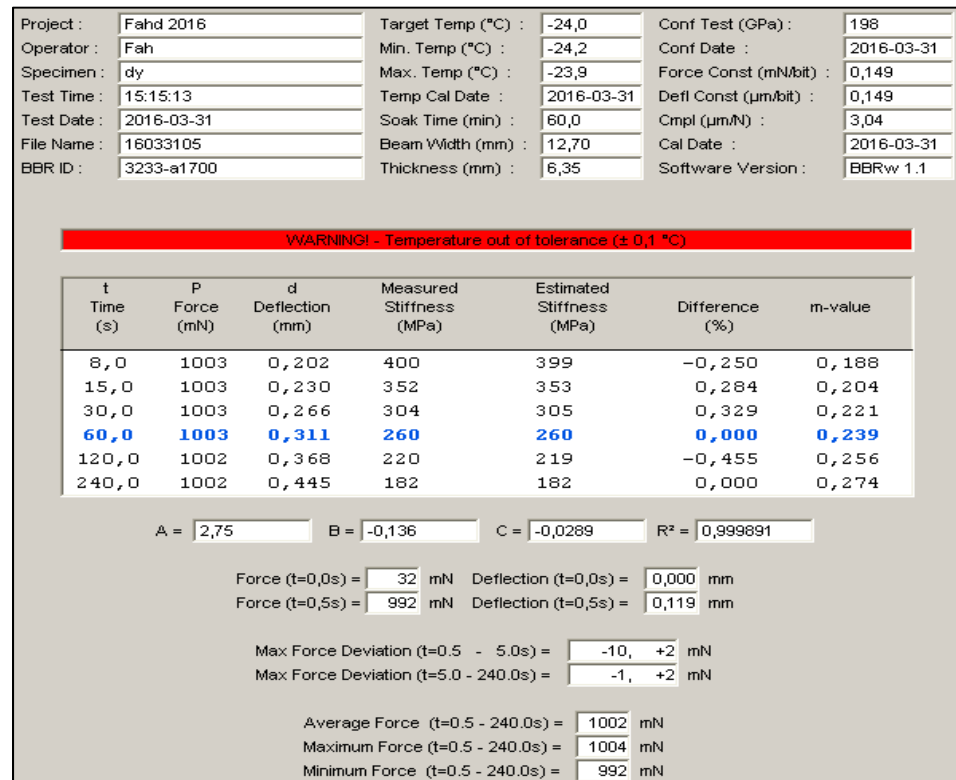 Project : Fahd 2016 Target Temp (°C) : -24,0 Conf Test (GPa) : 198
Operator : Fah Min. Temp (°C) : -24,2 Conf Date : 2016-03-31
Specimen : dy Max. Temp (°C) : -23,9 Force Const (mN/bit) : 0,149
Test Time : 15:15:13 Temp Cal Date : 2016-03-31 Defl Const (µm/bit) : 0,149
Test Date : 2016-03-31 Soak Time (min) : 60,0 Cmpl (µm/N) : 3,04
File Name : 16033105 Beam Width (mm) : 12,70 Cal Date : 2016-03-31
BBR ID : 3233-a1700 Thickness (mm) : 6,35 Software Version : BBRw 1.1
WARNING! - Temperature out of tolerance (± 0,1 °C)
t P d Measured Estimated
Time Force Deflection Stiffness Stiffness Difference m-value
(s) (mN) (mm) (MPa) (MPa) (%)
8,0 1003 0,202 400 399 -0,250 0,188
15,0 1003 0,230 352 353 0,284 0,204
30,0 1003 0,266 304 305 0,329 0,221
60,0 1003 0,311 260 260 0,000 0,239
120,0 1002 0,368 220 219 -0,455 0,256
240,0 1002 0,445 182 182 0,000 0,274
A = 2,75 B = -0,136 C = -0,0289 R² = 0,999891
Force (t=0,0s) = 32 mN Deflection (t=0,0s) = 0,000 mm
Force (t=0,5s) = 992 mN Deflection (t=0,5s) = 0,119 mm
Max Force Deviation (t=0.5 - 5.0s) = -10, +2 mN
Max Force Deviation (t=5.0 - 240.0s) = -1, +2 mN
Average Force (t=0.5 - 240.0s) = 1002 mN
Maximum Force (t=0.5 - 240.0s) = 1004 mN
Minimum Force (t=0.5 - 240.0s) = 992 mN